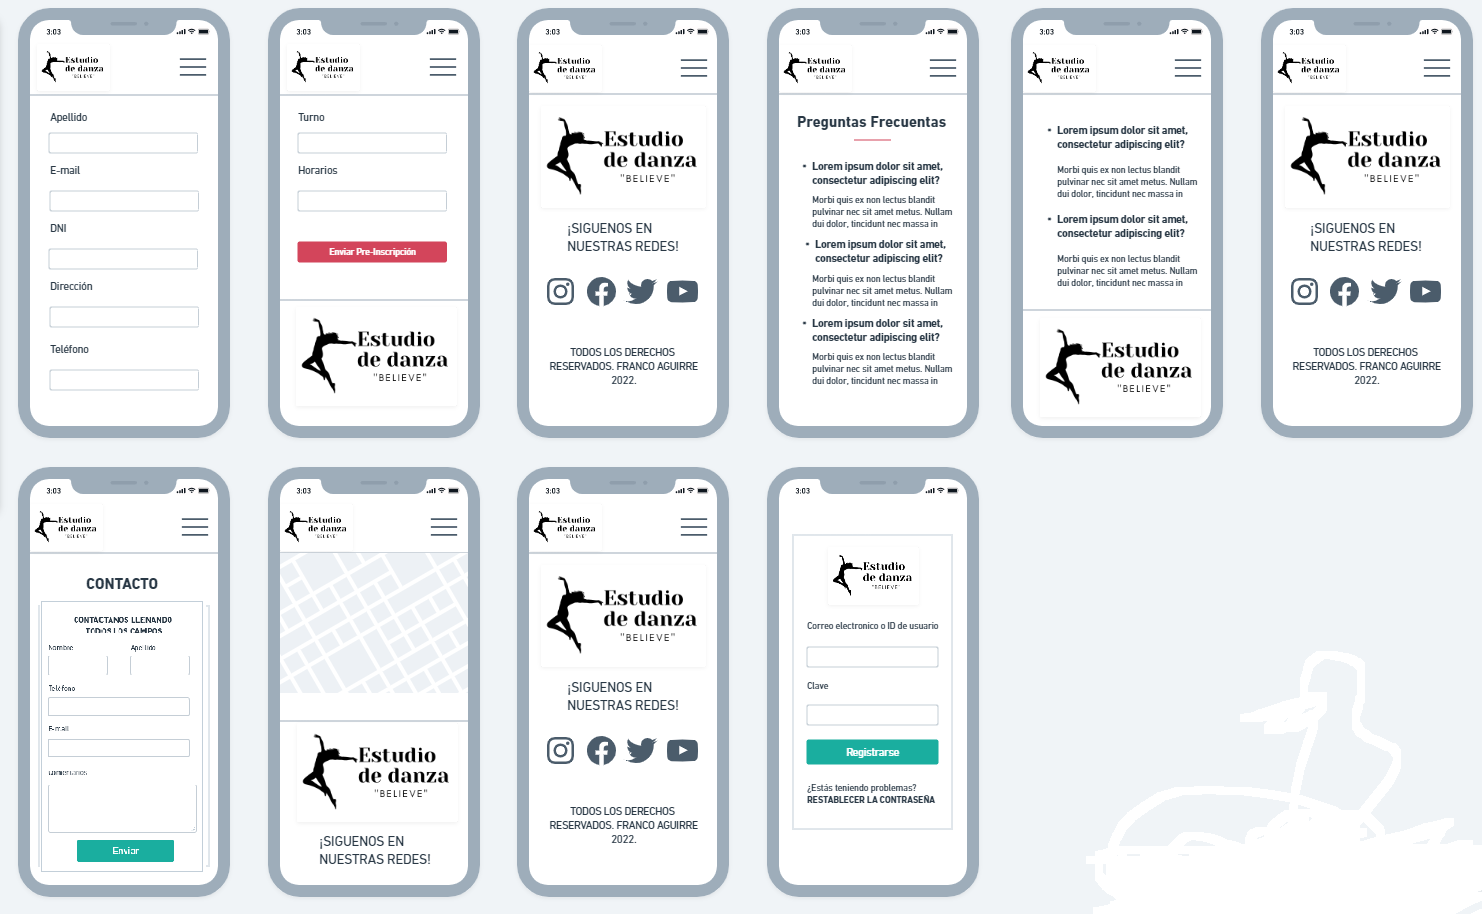 3:03
Estudio
de danza
"BELIEVE"
Apellido
E-mail
DNI
Dirección
Teléfono
3:03
Estudio
de danza
"BELIEVE"
Turno
Horarios
Enviar Pre-Inscripción
Estudio
de danza
"BELIEVE"
3:03
Estudio
de danza
"BELIEVE"
Estudio
de danza
"BELIEVE"
¡SIGUENOS EN
NUESTRAS REDES!
TODOS LOS DERECHOS
RESERVADOS. FRANCO AGUIRRE
2022.
3:03
Estudio
de danza
"BELIEVE"
Preguntas Frecuentas
• Lorem ipsum dolor sit amet,
consectetur adipiscing elit?
Morbi quis ex non lectus blandit
pulvinar nec sit amet metus. Nullam
dui dolor, tincidunt nec massa in
• Lorem ipsum dolor sit amet,
consectetur adipiscing elit?
Morbi quis ex non lectus blandit
pulvinar nec sit amet metus. Nullam
dui dolor, tincidunt nec massa in
• Lorem ipsum dolor sit amet,
consectetur adipiscing elit?
Morbi quis ex non lectus blandit
pulvinar nec sit amet metus. Nullam
dui dolor, tincidunt nec massa in
3:03
Estudio
de danza
"BELIEVE"
• Lorem ipsum dolor sit amet,
consectetur adipiscing elit?
Morbi quis ex non lectus blandit
pulvinar nec sit amet metus. Nullam
dui dolor, tincidunt nec massa in
• Lorem ipsum dolor sit amet,
consectetur adipiscing elit?
Morbi quis ex non lectus blandit
pulvinar nec sit amet metus. Nullam
dui dolor, tincidunt nec massa in
Estudio
de danza
"BELIEVE"
3:03
Estudio
de danza
"BELIEVE"
Estudio
de danza
"BELIEVE"
¡SIGUENOS EN
NUESTRAS REDES!
TODOS LOS DERECHOS
RESERVADOS. FRANCO AGUIRRE
2022.
3:03
Estudio
de danza
"BELIEVE"
CONTACTO
CONTACTANOS LLENANDO
TODOS LOS CAMPOS
Nombre Apellido
Teléfono
E-mail
Comentarios
Enviar
3:03
Estudio
de danza
"BELIEVE"
Estudio
de danza
"BELIEVE"
¡SIGUENOS EN
NUESTRAS REDES!
3:03
Estudio
de danza
"BELIEVE"
Estudio
de danza
"BELIEVE"
¡SIGUENOS EN
NUESTRAS REDES!
TODOS LOS DERECHOS
RESERVADOS. FRANCO AGUIRRE
2022.
3:03
Estudio
de danza
"BELIEVE"
Correo electronico o ID de usuario
Clave
Registrarse
¿Estás teniendo problemas?
RESTABLECER LA CONTRASEÑA